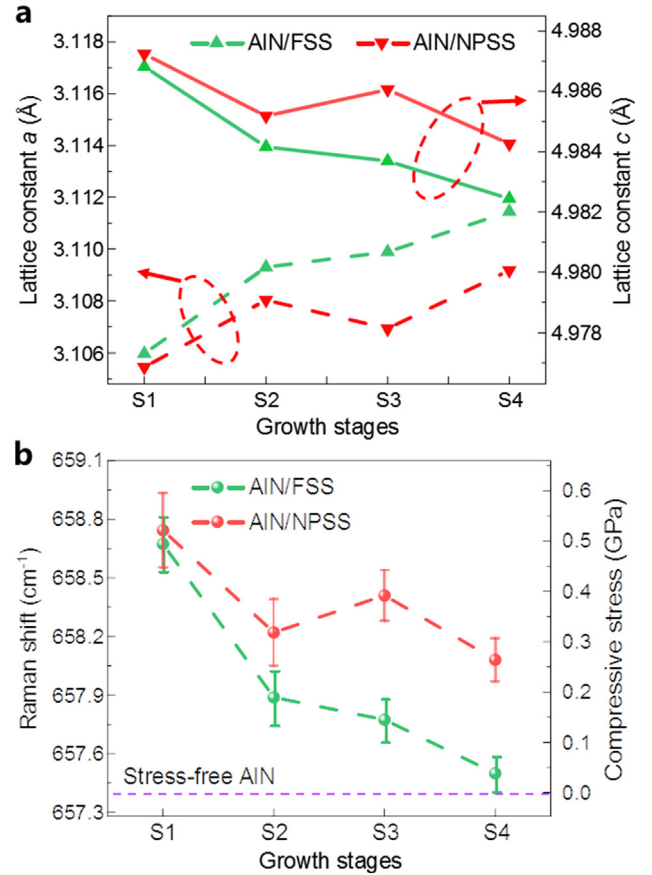 a
AlN/FSS
AlN/NPSS
3.118
3.116
3.114
3.112
3.110
3.108
3.106
Lattice constant a (Å)
4.988
4.986
4.984
4.982
4.980
4.978
Lattice constant c (Å)
S1
S2
S3
S4
Growth stages
b
AlN/FSS
AlN/NPSS
659.1
658.8
658.5
658.2
657.9
657.6
657.3
Raman shift (cm⁻¹)
0.6
0.5
0.4
0.3
0.2
0.1
0.0
Compressive stress (GPa)
Stress-free AlN
S1
S2
S3
S4
Growth stages